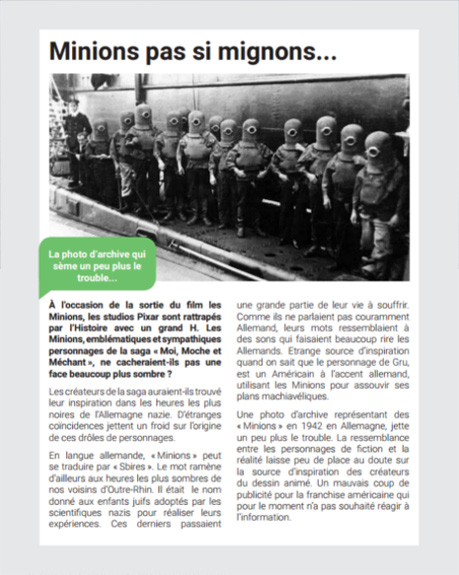 Minions pas si mignons...
La photo d'archive qui
sème un peu plus le
trouble...
À l'occasion de la sortie du film les
Minions, les studios Pixar sont rattrapés
par l'Histoire avec un grand H. Les
Minions, emblématiques et sympathiques
personnages de la saga « Moi, Moche et
Méchant », ne cacheraient-ils pas une
face beaucoup plus sombre ?
Les créateurs de la saga auraient-ils trouvé
leur inspiration dans les heures les plus
noires de l'Allemagne nazie. D'étranges
coïncidences jettent un froid sur l'origine
de ces drôles de personnages.
En langue allemande, « Minions » peut
se traduire par « Sbires ». Le mot ramène
d'ailleurs aux heures les plus sombres de
nos voisins d'Outre-Rhin. Il était le nom
donné aux enfants juifs adoptés par les
scientifiques nazis pour réaliser leurs
expériences. Ces derniers passaient
une grande partie de leur vie à souffrir.
Comme ils ne parlaient pas couramment
Allemand, leurs mots ressemblaient à
des sons qui faisaient beaucoup rire les
Allemands. Etrange source d'inspiration
quand on sait que le personnage de Gru,
est un Américain à l'accent allemand,
utilisant les Minions pour assouvir ses
plans machiavéliques.
Une photo d'archive représentant des
« Minions » en 1942 en Allemagne, jette
un peu plus le trouble. La ressemblance
entre les personnages de fiction et la
réalité laisse peu de place au doute sur
la source d'inspiration des créateurs
du dessin animé. Un mauvais coup de
publicité pour la franchise américaine qui
pour le moment n'a pas souhaité réagir à
l'information.